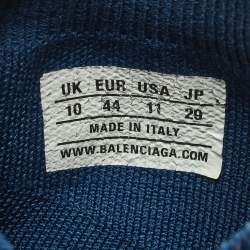 UK EUR USA JP
10 44 11 29
MADE IN ITALY
WWW.BALENCIAGA.COM